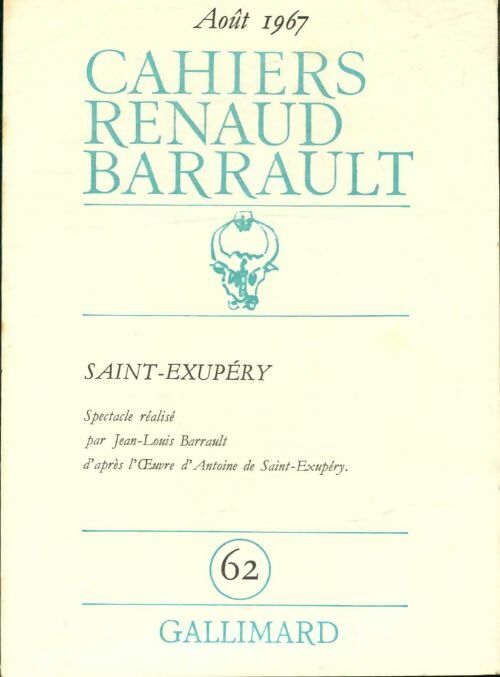 Août 1967
CAHIERS
RENAUD
BARRAULT
SAINT-EXUPÉRY
Spectacle réalisé
par Jean-Louis Barrault
d'après l'Œuvre d'Antoine de Saint-Exupéry.
62
GALLIMARD